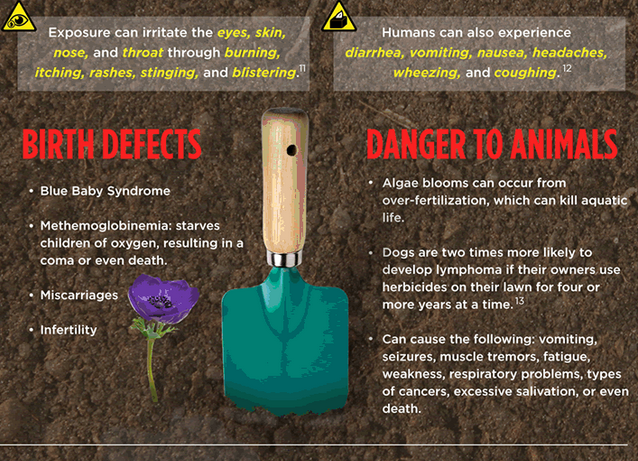 Exposure can irritate the eyes, skin,
nose, and throat through burning,
itching, rashes, stinging, and blistering.11
Humans can also experience
diarrhea, vomiting, nausea, headaches,
wheezing, and coughing.12
BIRTH DEFECTS
• Blue Baby Syndrome
• Methemoglobinemia: starves
children of oxygen, resulting in a
coma or even death.
• Miscarriages
• Infertility
DANGER TO ANIMALS
• Algae blooms can occur from
over-fertilization, which can kill aquatic
life.
• Dogs are two times more likely to
develop lymphoma if their owners use
herbicides on their lawn for four or
more years at a time.13
• Can cause the following: vomiting,
seizures, muscle tremors, fatigue,
weakness, respiratory problems, types
of cancers, excessive salivation, or even
death.